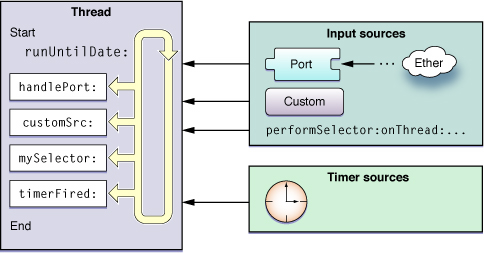 Thread
Start
runUntilDate:
handlePort:
customSrc:
mySelector:
timerFired:
End
Input sources
Port
...
Ether
Custom
performSelector:onThread:...
Timer sources